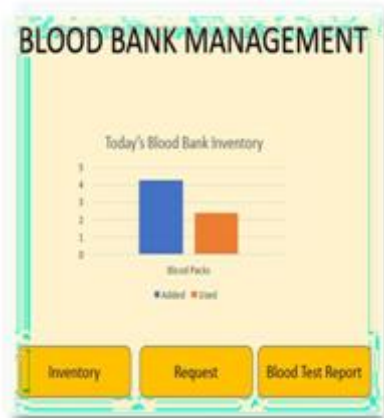 BLOOD BANK MANAGEMENT
Today's Blood Bank Inventory
5
4
3
2
1
0
Blood Packs
Added Used
Inventory Request Blood Test Report